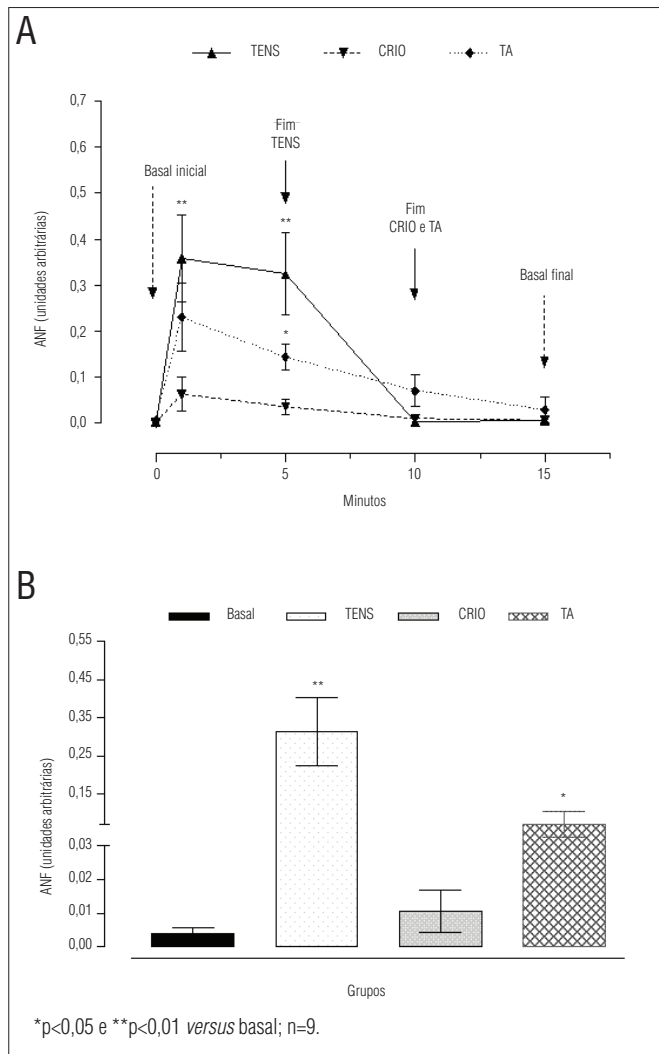 A
TENS CRIO TA
0,7
0,6
0,5
0,4
0,3
0,2
0,1
0,0
ANF (unidades arbitrárias)
Basal inicial
Fim
TENS
Fim
CRIO e TA
Basal final
**
**
*
0 5 10 15
Minutos
B
Basal TENS CRIO TA
0,55
0,45
0,35
0,25
0,15
0,03
0,02
0,01
0,00
ANF (unidades arbitrárias)
**
*
Grupos
*p<0,05 e **p<0,01 versus basal; n=9.